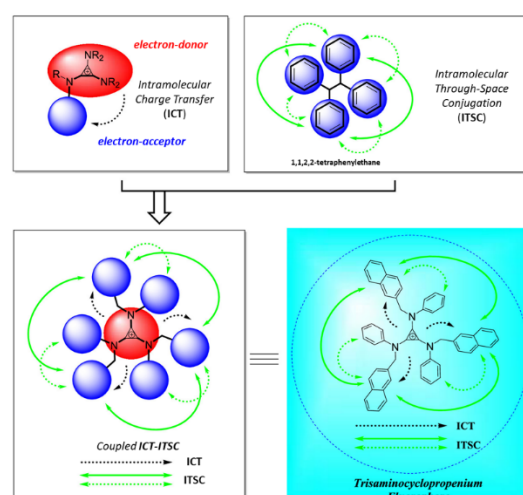 electron-donor
NR2
R
N
NR2
Intramolecular
Charge Transfer
(ICT)
electron-acceptor
Intramolecular
Through-Space
Conjugation
(ITSC)
1,1,2,2-tetraphenylethane
N
N
N
Coupled ICT-ITSC
ICT
ITSC
N
N
N
ICT
ITSC
Trisaminocyclopropenium